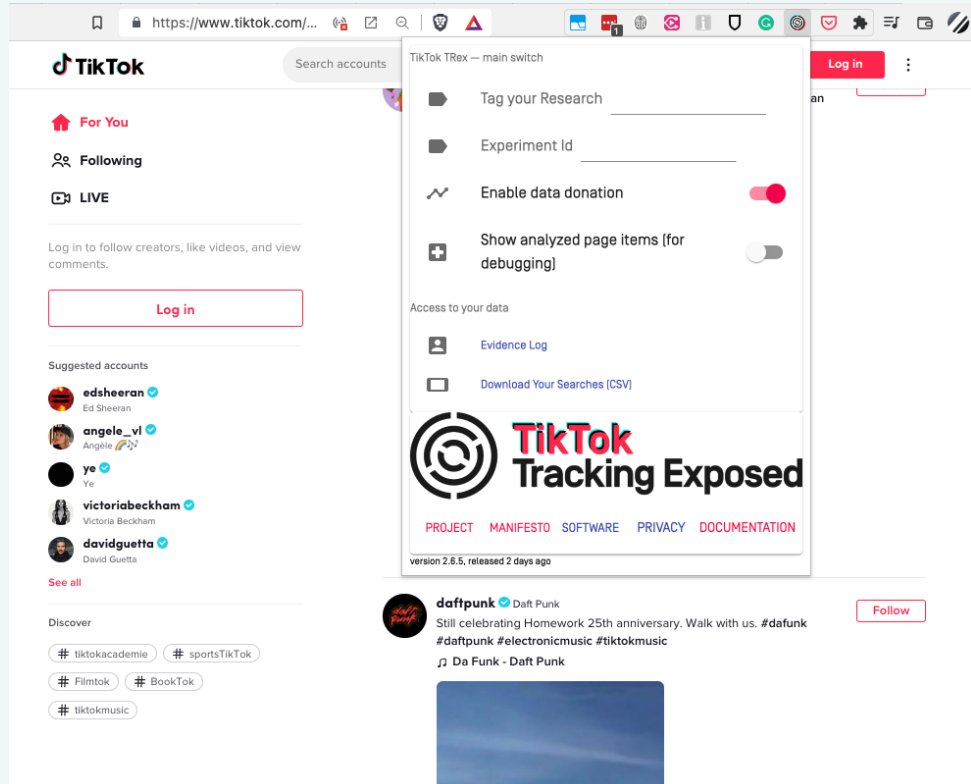 https://www.tiktok.com/...
1
TikTok
Search accounts
Log in
an
For You
Following
LIVE
Log in to follow creators, like videos, and view
comments.
Log in
Suggested accounts
edsheeran
Ed Sheeran
angele_vl
Angèle 🌈🎶
ye
Ye
victoriabeckham
Victoria Beckham
davidguetta
David Guetta
See all
Discover
# tiktokacademie
# sportsTikTok
# Filmtok
# BookTok
# tiktokmusic
TikTok TRex — main switch
Tag your Research
Experiment Id
Enable data donation
Show analyzed page items (for
debugging)
Access to your data
Evidence Log
Download Your Searches (CSV)
TikTok
Tracking Exposed
PROJECT MANIFESTO SOFTWARE PRIVACY DOCUMENTATION
version 2.6.5, released 2 days ago
daft punk
daftpunk Daft Punk
Follow
Still celebrating Homework 25th anniversary. Walk with us. #dafunk
#daftpunk #electronicmusic #tiktokmusic
♫ Da Funk - Daft Punk